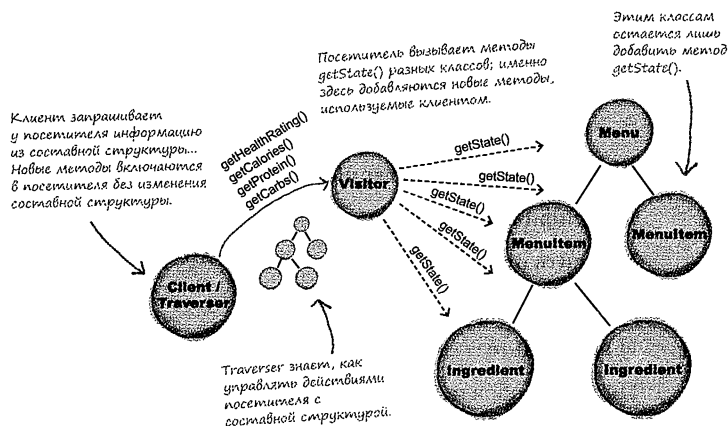 Этим классам
остается лишь
добавить метод
getState().
Посетитель вызывает методы
getState() разных классов; именно
здесь добавляются новые методы,
используемые клиентом.
Клиент запрашивает
у посетителя информацию
из составной структуры...
Новые методы включаются
в посетителя без изменения
составной структуры.
getHealthRating()
getCalories()
getProtein()
getCarbs()
getState()
getState()
getState()
getState()
getState()
Visitor
Menu
MenuItem
MenuItem
Client /
Traverser
Ingredient
Ingredient
Traverser знает, как
управлять действиями
посетителя с
составной структурой.